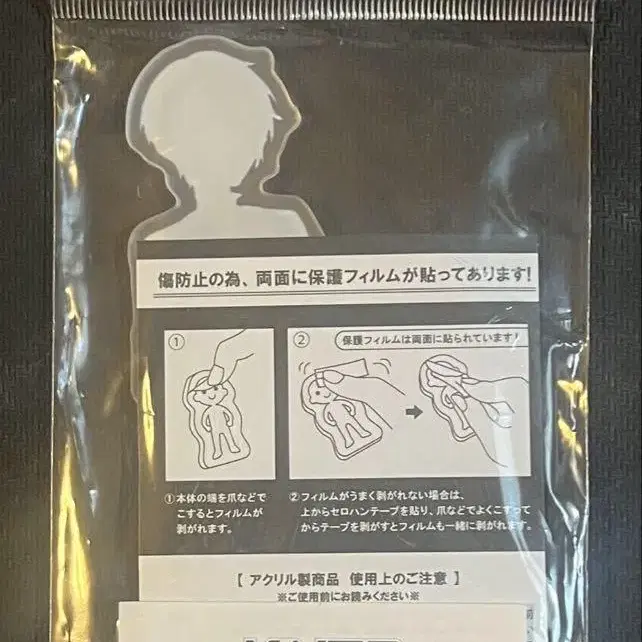 傷防止の為、両面に保護フィルムが貼ってあります!
①
②
保護フィルムは両面に貼られています!
①本体の端を爪などで
こするとフィルムが
剥がれます。
②フィルムがうまく剥がれない場合は、
上からセロハンテープを貼り、爪などでよくこすって
からテープを剥がすとフィルムも一緒に剥がれます。
【 アクリル製商品 使用上のご注意 】
※ご使用前にお読みください※